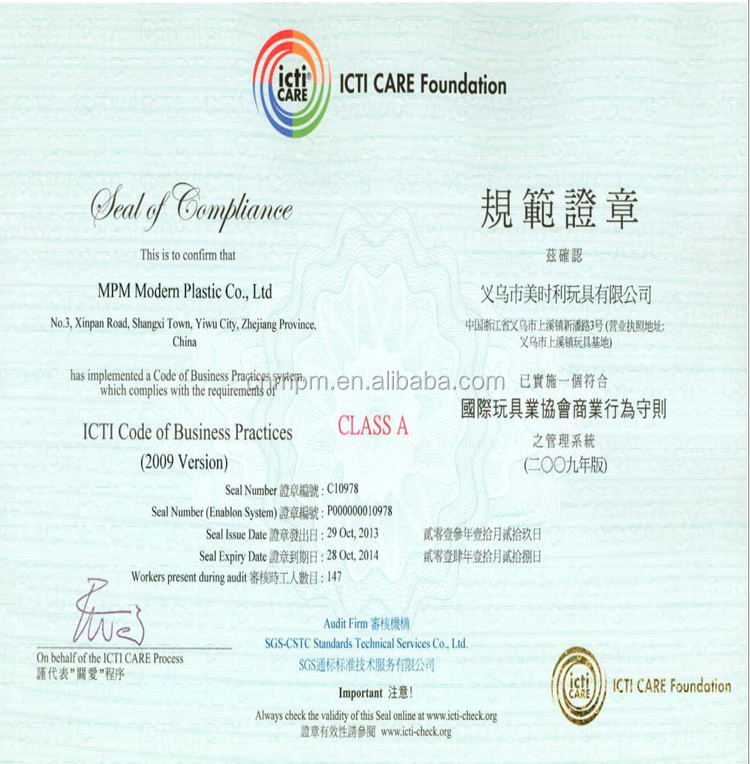 icti®
CARE
ICTI CARE Foundation
Seal of Compliance
This is to confirm that
MPM Modern Plastic Co., Ltd
No.3, Xinpan Road, Shangxi Town, Yiwu City, Zhejiang Province,
China
has implemented a Code of Business Practices system
which complies with the requirements of
ICTI Code of Business Practices
(2009 Version)
規範證章
茲確認
义乌市美时利玩具有限公司
中国浙江省义乌市上溪镇新潘路3号 (营业执照地址:
义乌市上溪镇玩具基地)
已實施一個符合
國際玩具業協會商業行為守則
之管理系統
(二〇〇九年版)
CLASS A
cnmpm.en.alibaba.com
Seal Number 證章編號 : C10978
Seal Number (Enablon System) 證章編號 : P000000010978
Seal Issue Date 證章發出日 : 29 Oct, 2013 貳零壹參年壹拾月貳拾玖日
Seal Expiry Date 證章到期日 : 28 Oct, 2014 貳零壹肆年壹拾月貳拾捌日
Workers present during audit 審核時工人數目 : 147
On behalf of the ICTI CARE Process
謹代表"關愛"程序
Audit Firm 審核機構
SGS-CSTC Standards Technical Services Co., Ltd.
SGS通标标准技术服务有限公司
Important 注意!
Always check the validity of this Seal online at www.icti-check.org
證章有效性請參閱 www.icti-check.org
icti
CARE
ICTI CARE Foundation